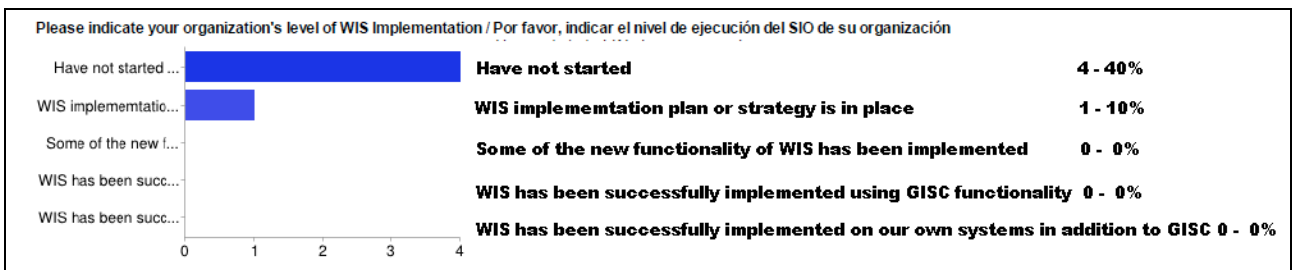 Please indicate your organization's level of WIS Implementation / Por favor, indicar el nivel de ejecución del SIO de su organización
Have not started ... Have not started 4 - 40%
WIS implememtatio... WIS implememtation plan or strategy is in place 1 - 10%
Some of the new f... Some of the new functionality of WIS has been implemented 0 - 0%
WIS has been succ... WIS has been successfully implemented using GISC functionality 0 - 0%
WIS has been succ... WIS has been successfully implemented on our own systems in addition to GISC 0 - 0%
0 1 2 3 4